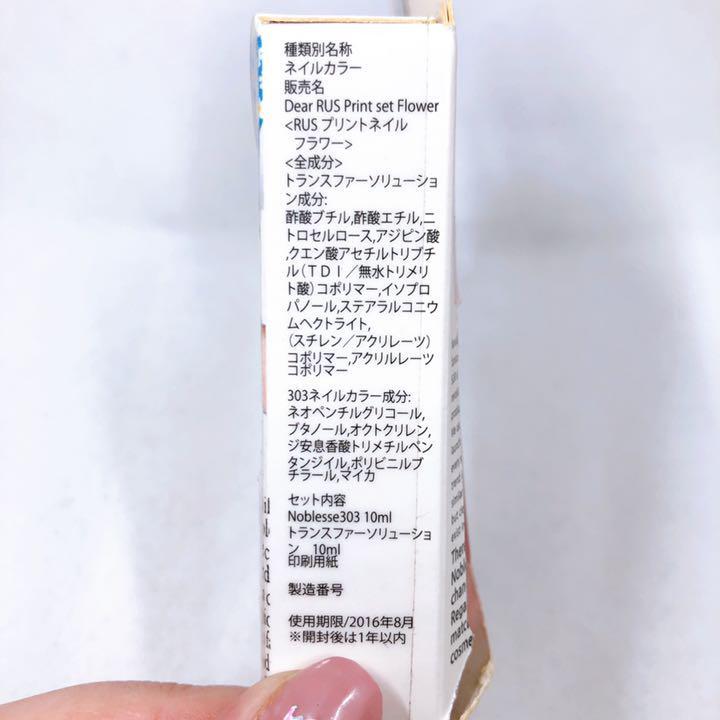 種類別名称
ネイルカラー
販売名
Dear RUS Print set Flower
<RUS プリントネイル
フラワー>
<全成分>
トランスファーソリューショ
ン成分:
酢酸ブチル,酢酸エチル,ニ
トロセルロース,アジピン酸
,クエン酸アセチルトリブチ
ル(ＴＤＩ／無水トリメリ
ト酸)コポリマー,イソプロ
パノール,ステアラルコニウ
ムヘクトライト,
(スチレン／アクリレーツ)
コポリマー,アクリルレーツ
コポリマー
303ネイルカラー成分:
ネオペンチルグリコール,
ブタノール,オクトクリレン,
ジ安息香酸トリメチルペン
タンジイル,ポリビニルブ
チラール,マイカ
セット内容
Noblesse303 10ml
トランスファーソリューショ
ン　10ml
印刷用紙
製造番号
使用期限/2016年8月
※開封後は1年以内